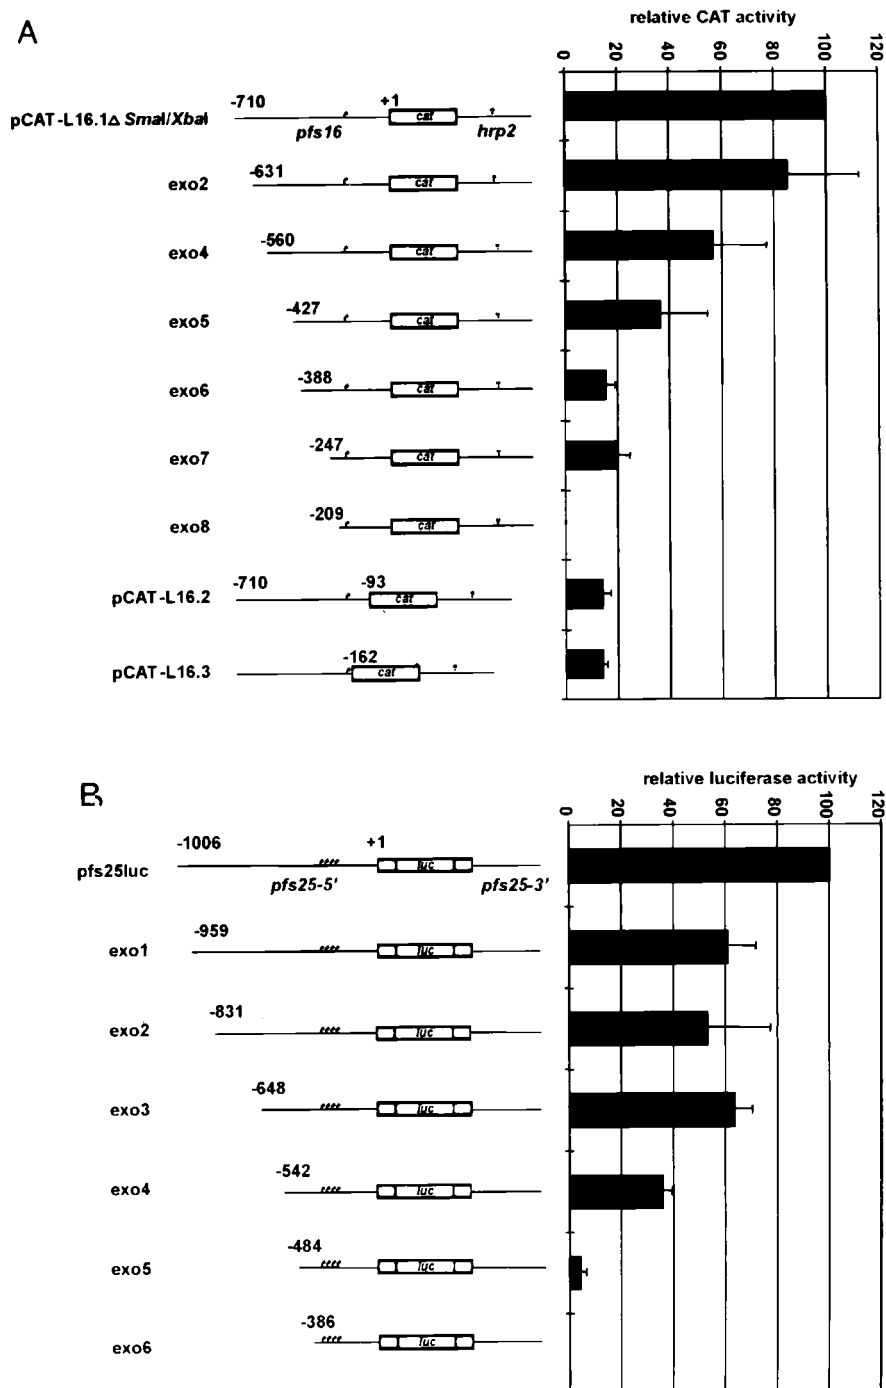 A
relative CAT activity
0 20 40 60 80 100 120
pCAT-L16.1Δ SmaI/XbaI
-710
+1
cat
pfs16
hrp2
exo2
-631
cat
exo4
-560
cat
exo5
-427
cat
exo6
-388
cat
exo7
-247
cat
exo8
-209
cat
pCAT-L16.2
-710
-93
cat
pCAT-L16.3
-162
cat
B
relative luciferase activity
0 20 40 60 80 100 120
pfs25luc
-1006
+1
luc
pfs25-5'
pfs25-3'
exo1
-959
luc
exo2
-831
luc
exo3
-648
luc
exo4
-542
luc
exo5
-484
luc
exo6
-386
luc